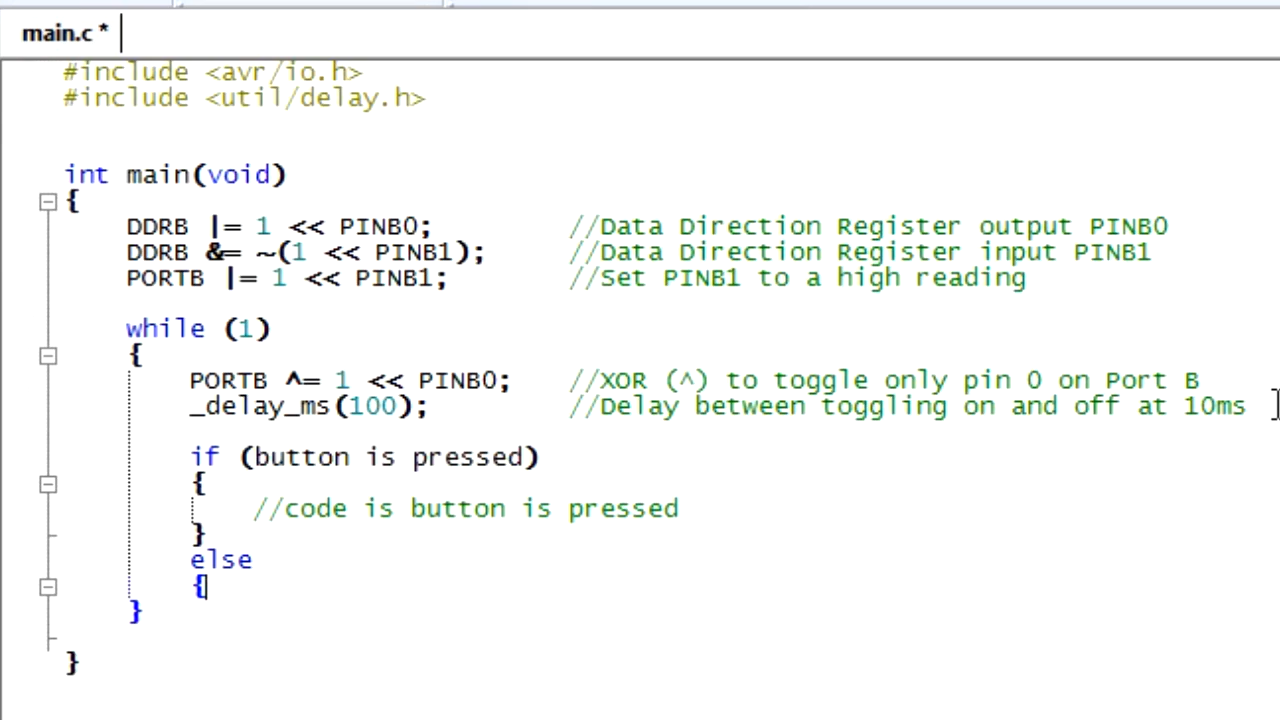 main.c *
#include <avr/io.h>
#include <util/delay.h>
int main(void)
{
DDRB |= 1 << PINB0; //Data Direction Register output PINB0
DDRB &= ~(1 << PINB1); //Data Direction Register input PINB1
PORTB |= 1 << PINB1; //Set PINB1 to a high reading
while (1)
{
PORTB ^= 1 << PINB0; //XOR (^) to toggle only pin 0 on Port B
_delay_ms(100); //Delay between toggling on and off at 10ms
if (button is pressed)
{
//code is button is pressed
}
else
{
}
}